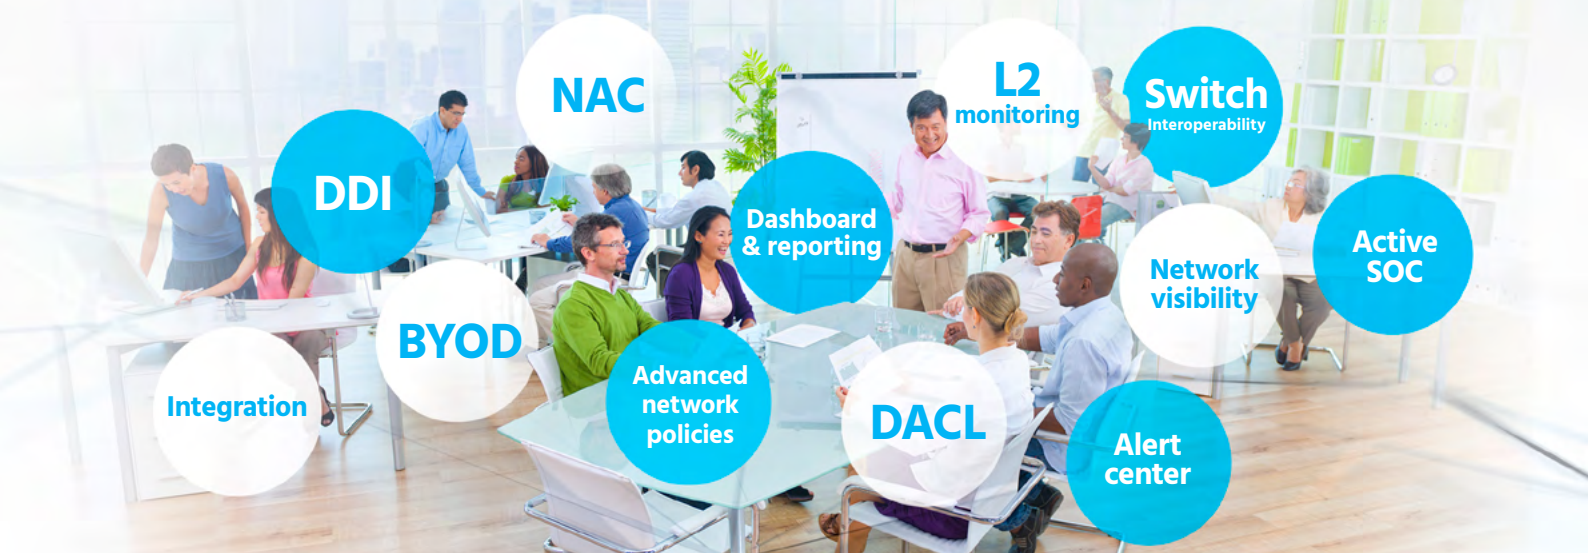 NAC
L2
monitoring
Switch
Interoperability
DDI
Dashboard
& reporting
Active
SOC
Network
visibility
BYOD
Integration
Advanced
network
policies
DACL
Alert
center